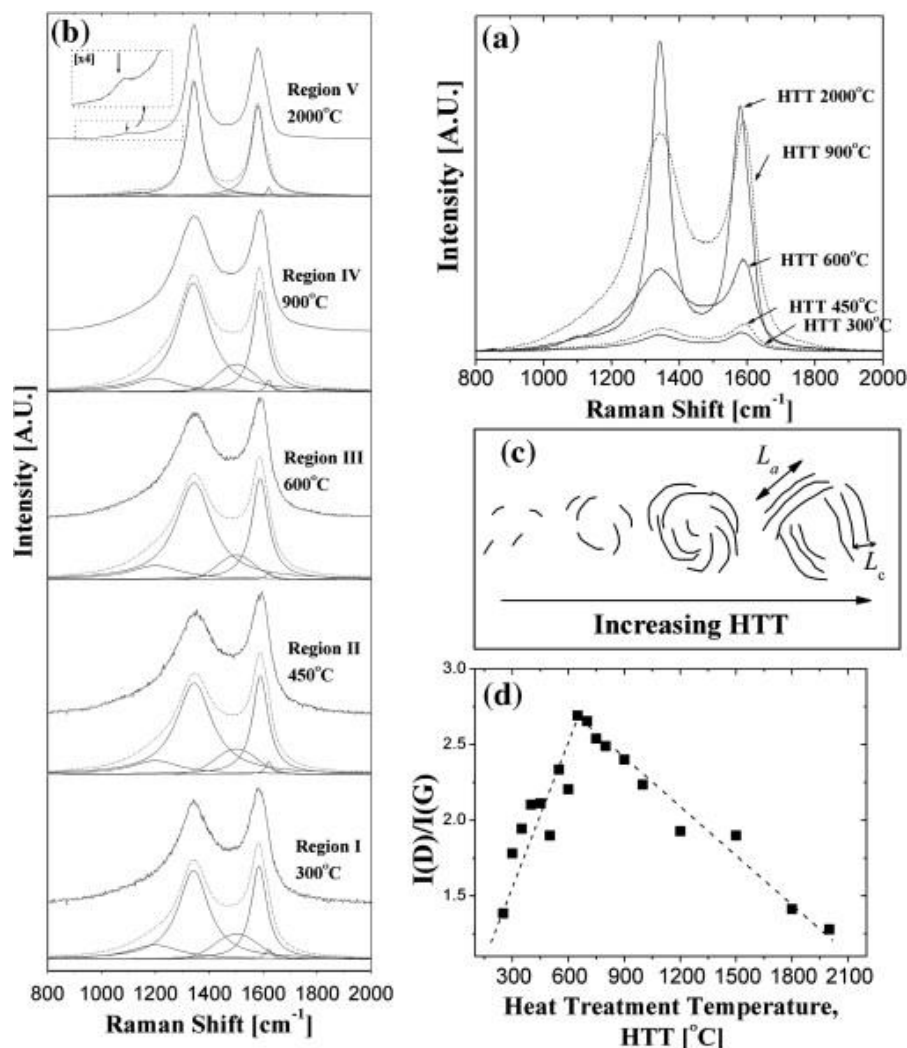 (b)
[x4]
Region V
2000°C
Region IV
900°C
Region III
600°C
Region II
450°C
Region I
300°C
Intensity [A.U.]
800 1000 1200 1400 1600 1800 2000
Raman Shift [cm⁻¹]
(a)
HTT 2000°C
HTT 900°C
HTT 600°C
HTT 450°C
HTT 300°C
Intensity [A.U.]
800 1000 1200 1400 1600 1800 2000
Raman Shift [cm⁻¹]
(c)
Lₐ
L꜀
Increasing HTT
(d)
3.0
2.5
2.0
1.5
I(D)/I(G)
300 600 900 1200 1500 1800 2100
Heat Treatment Temperature,
HTT [°C]